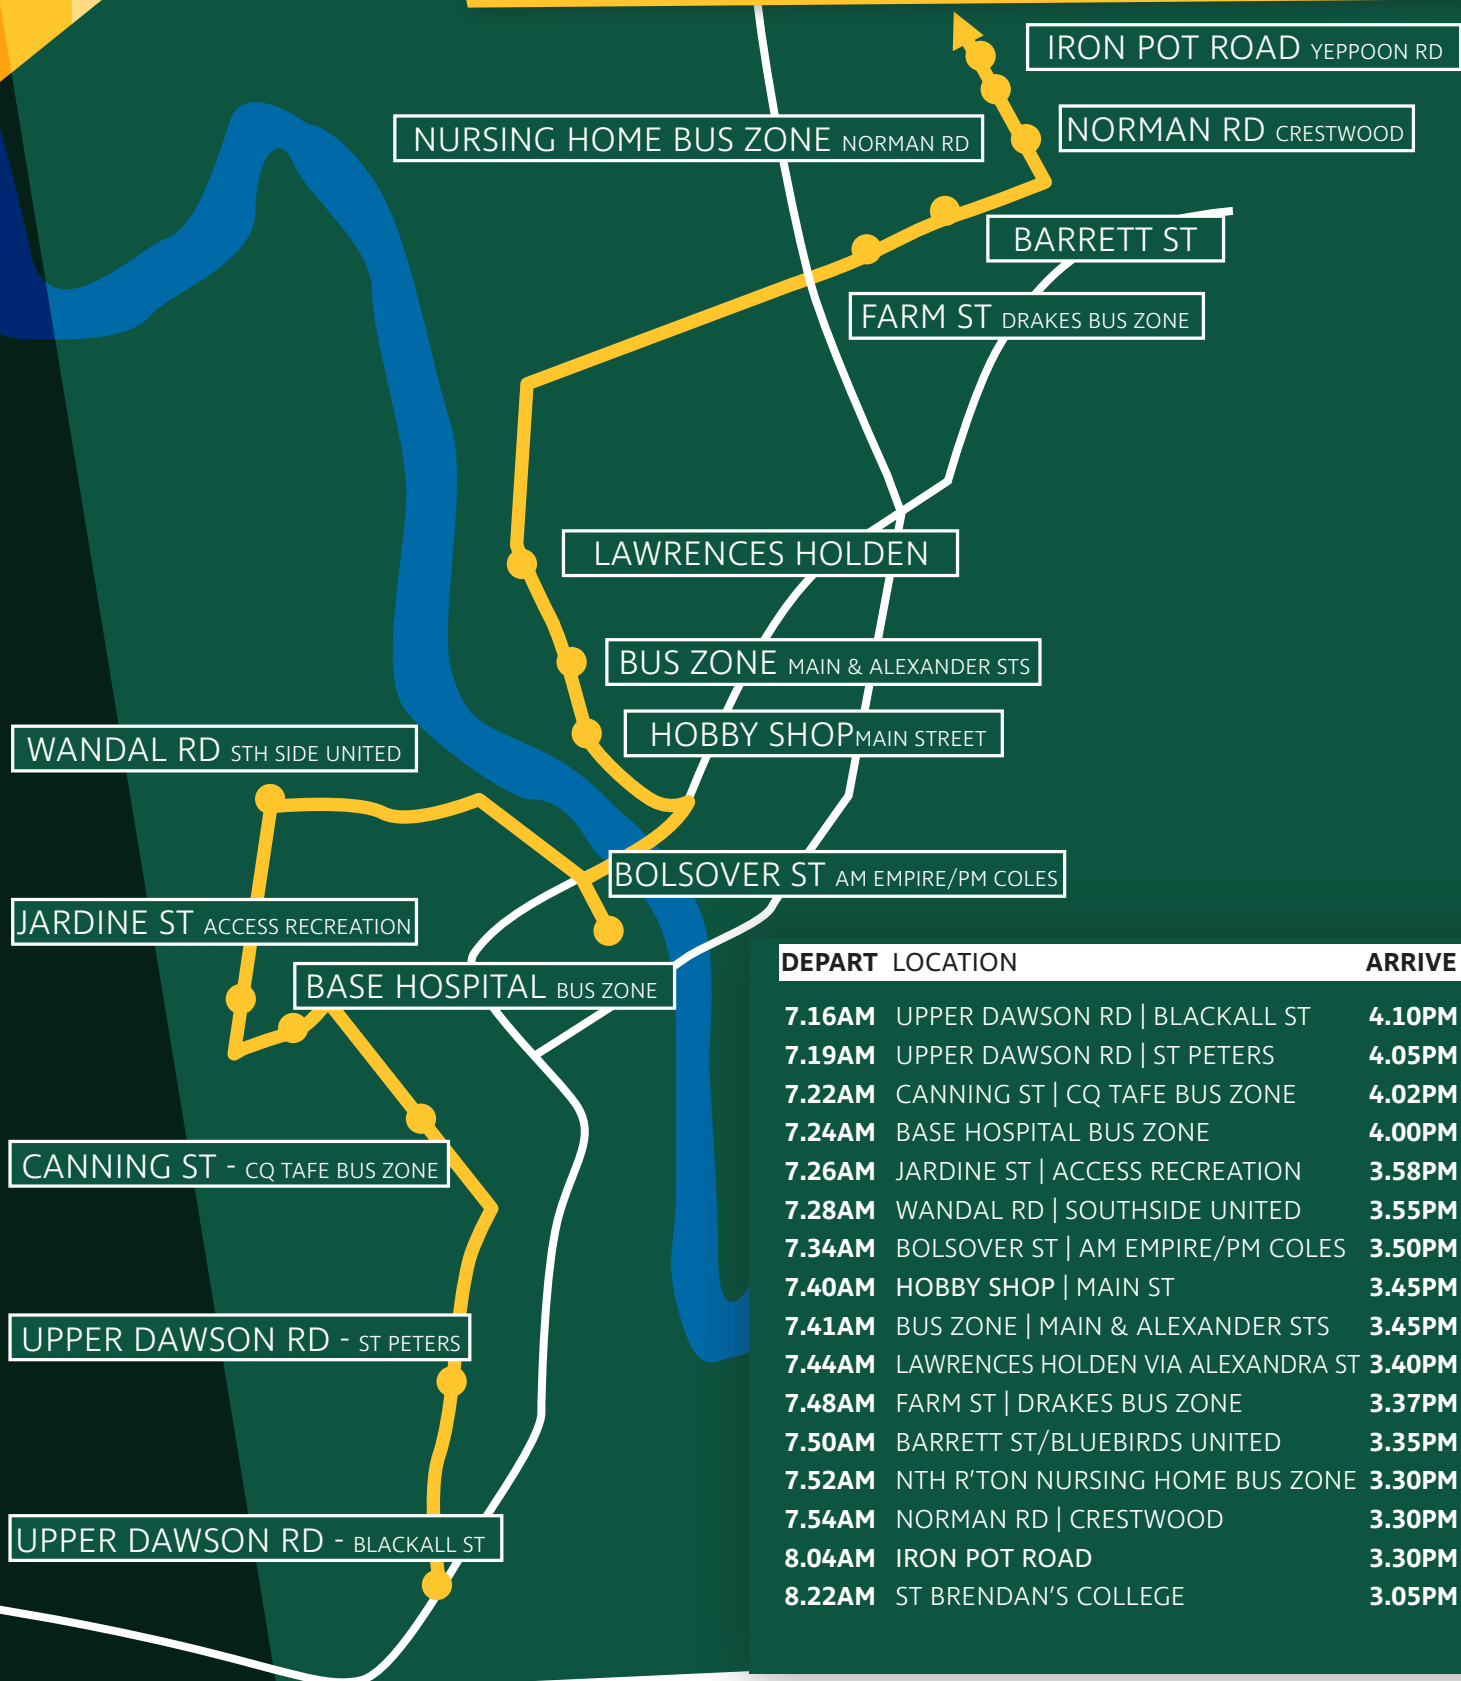 IRON POT ROAD YEPPOON RD
NORMAN RD CRESTWOOD
NURSING HOME BUS ZONE NORMAN RD
BARRETT ST
FARM ST DRAKES BUS ZONE
LAWRENCES HOLDEN
BUS ZONE MAIN & ALEXANDER STS
HOBBY SHOP MAIN STREET
WANDAL RD STH SIDE UNITED
BOLSOVER ST AM EMPIRE/PM COLES
JARDINE ST ACCESS RECREATION
BASE HOSPITAL BUS ZONE
CANNING ST - CQ TAFE BUS ZONE
UPPER DAWSON RD - ST PETERS
UPPER DAWSON RD - BLACKALL ST
DEPART LOCATION ARRIVE
7.16AM UPPER DAWSON RD | BLACKALL ST 4.10PM
7.19AM UPPER DAWSON RD | ST PETERS 4.05PM
7.22AM CANNING ST | CQ TAFE BUS ZONE 4.02PM
7.24AM BASE HOSPITAL BUS ZONE 4.00PM
7.26AM JARDINE ST | ACCESS RECREATION 3.58PM
7.28AM WANDAL RD | SOUTHSIDE UNITED 3.55PM
7.34AM BOLSOVER ST | AM EMPIRE/PM COLES 3.50PM
7.40AM HOBBY SHOP | MAIN ST 3.45PM
7.41AM BUS ZONE | MAIN & ALEXANDER STS 3.45PM
7.44AM LAWRENCES HOLDEN VIA ALEXANDRA ST 3.40PM
7.48AM FARM ST | DRAKES BUS ZONE 3.37PM
7.50AM BARRETT ST/BLUEBIRDS UNITED 3.35PM
7.52AM NTH R'TON NURSING HOME BUS ZONE 3.30PM
7.54AM NORMAN RD | CRESTWOOD 3.30PM
8.04AM IRON POT ROAD 3.30PM
8.22AM ST BRENDAN'S COLLEGE 3.05PM